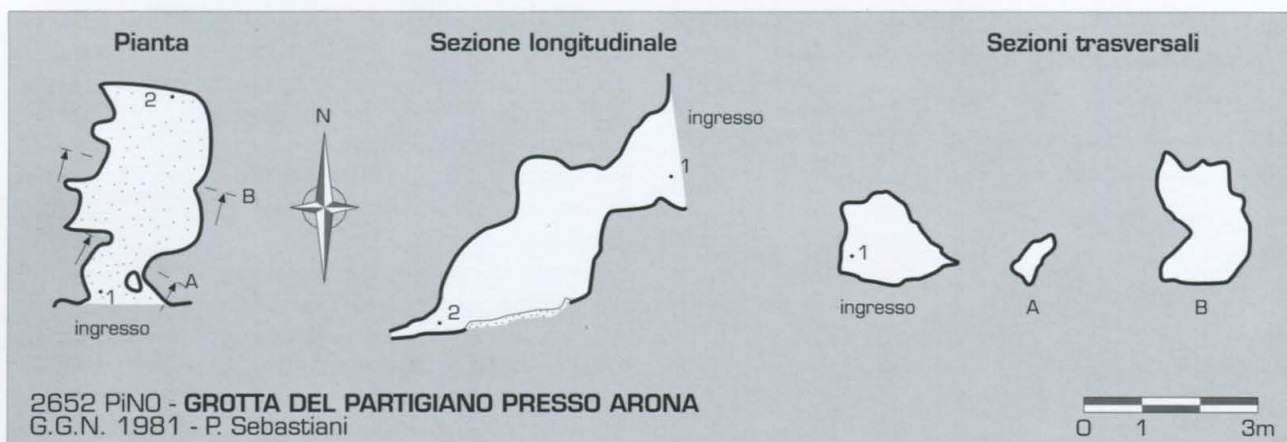 Pianta
Sezione longitudinale
Sezioni trasversali
2
N
ingresso
1
B
A
1
ingresso
2
1
ingresso
A
B
2652 PiNO - GROTTA DEL PARTIGIANO PRESSO ARONA
G.G.N. 1981 - P. Sebastiani
0 1 3m